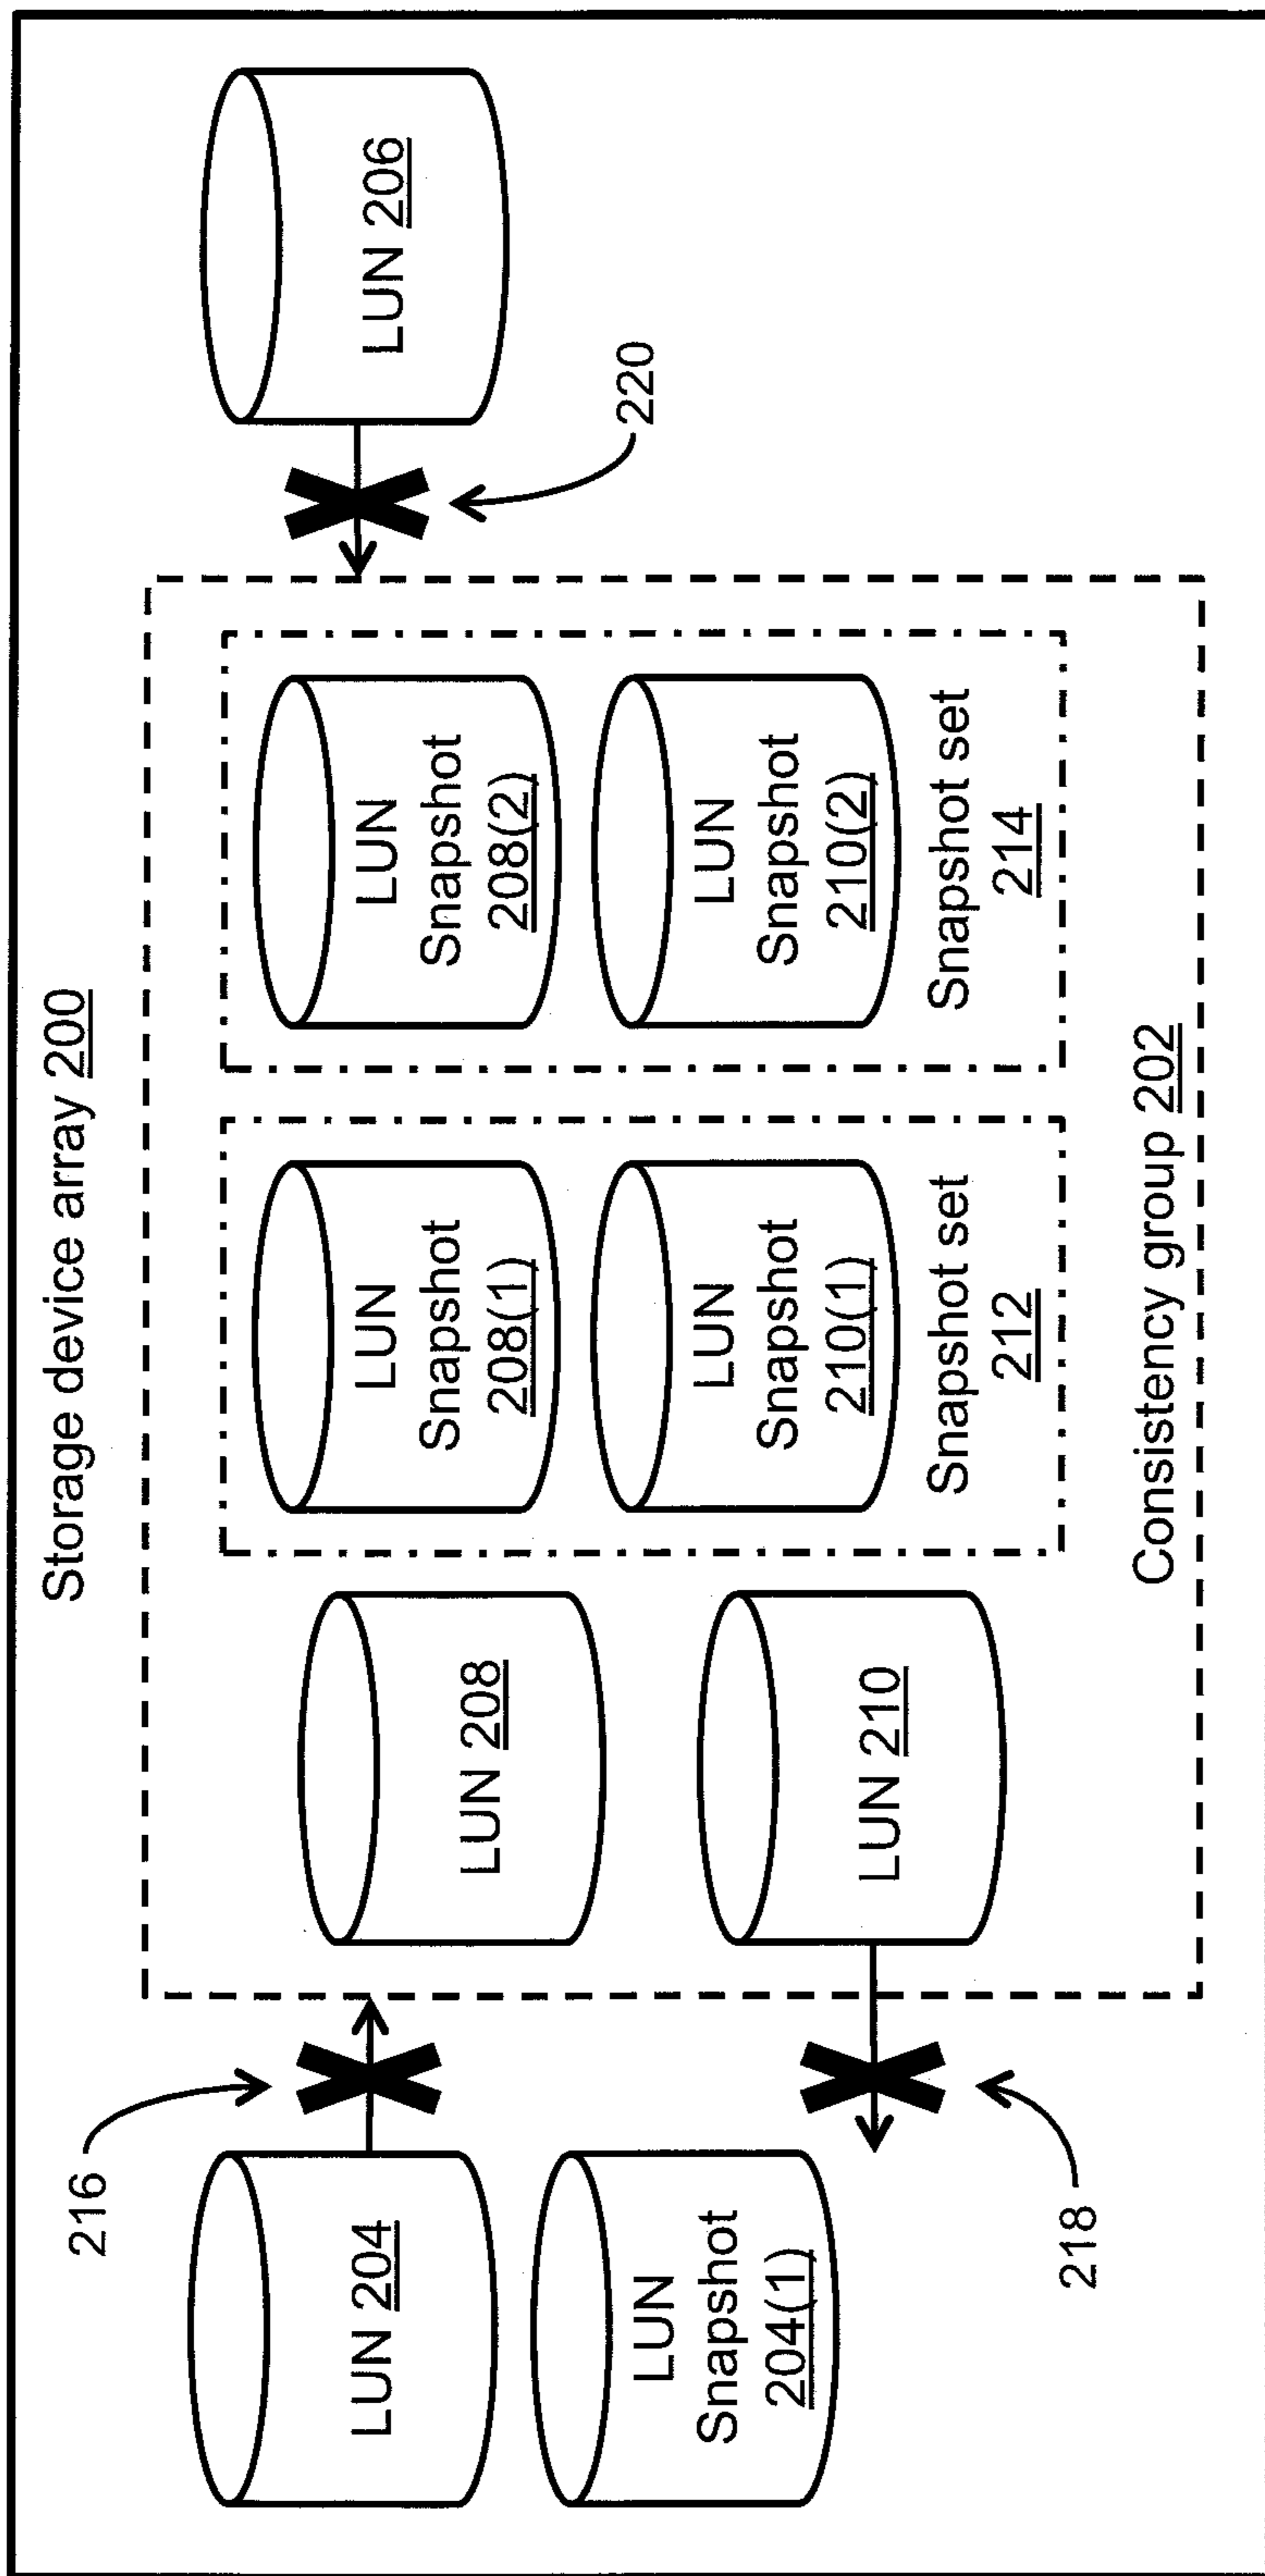 Storage device array 200
216
LUN 204
LUN
Snapshot
204(1)
218
LUN 208
LUN 210
LUN
Snapshot
208(1)
LUN
Snapshot
210(1)
Snapshot set
212
LUN
Snapshot
208(2)
LUN
Snapshot
210(2)
Snapshot set
214
Consistency group 202
LUN 206
220